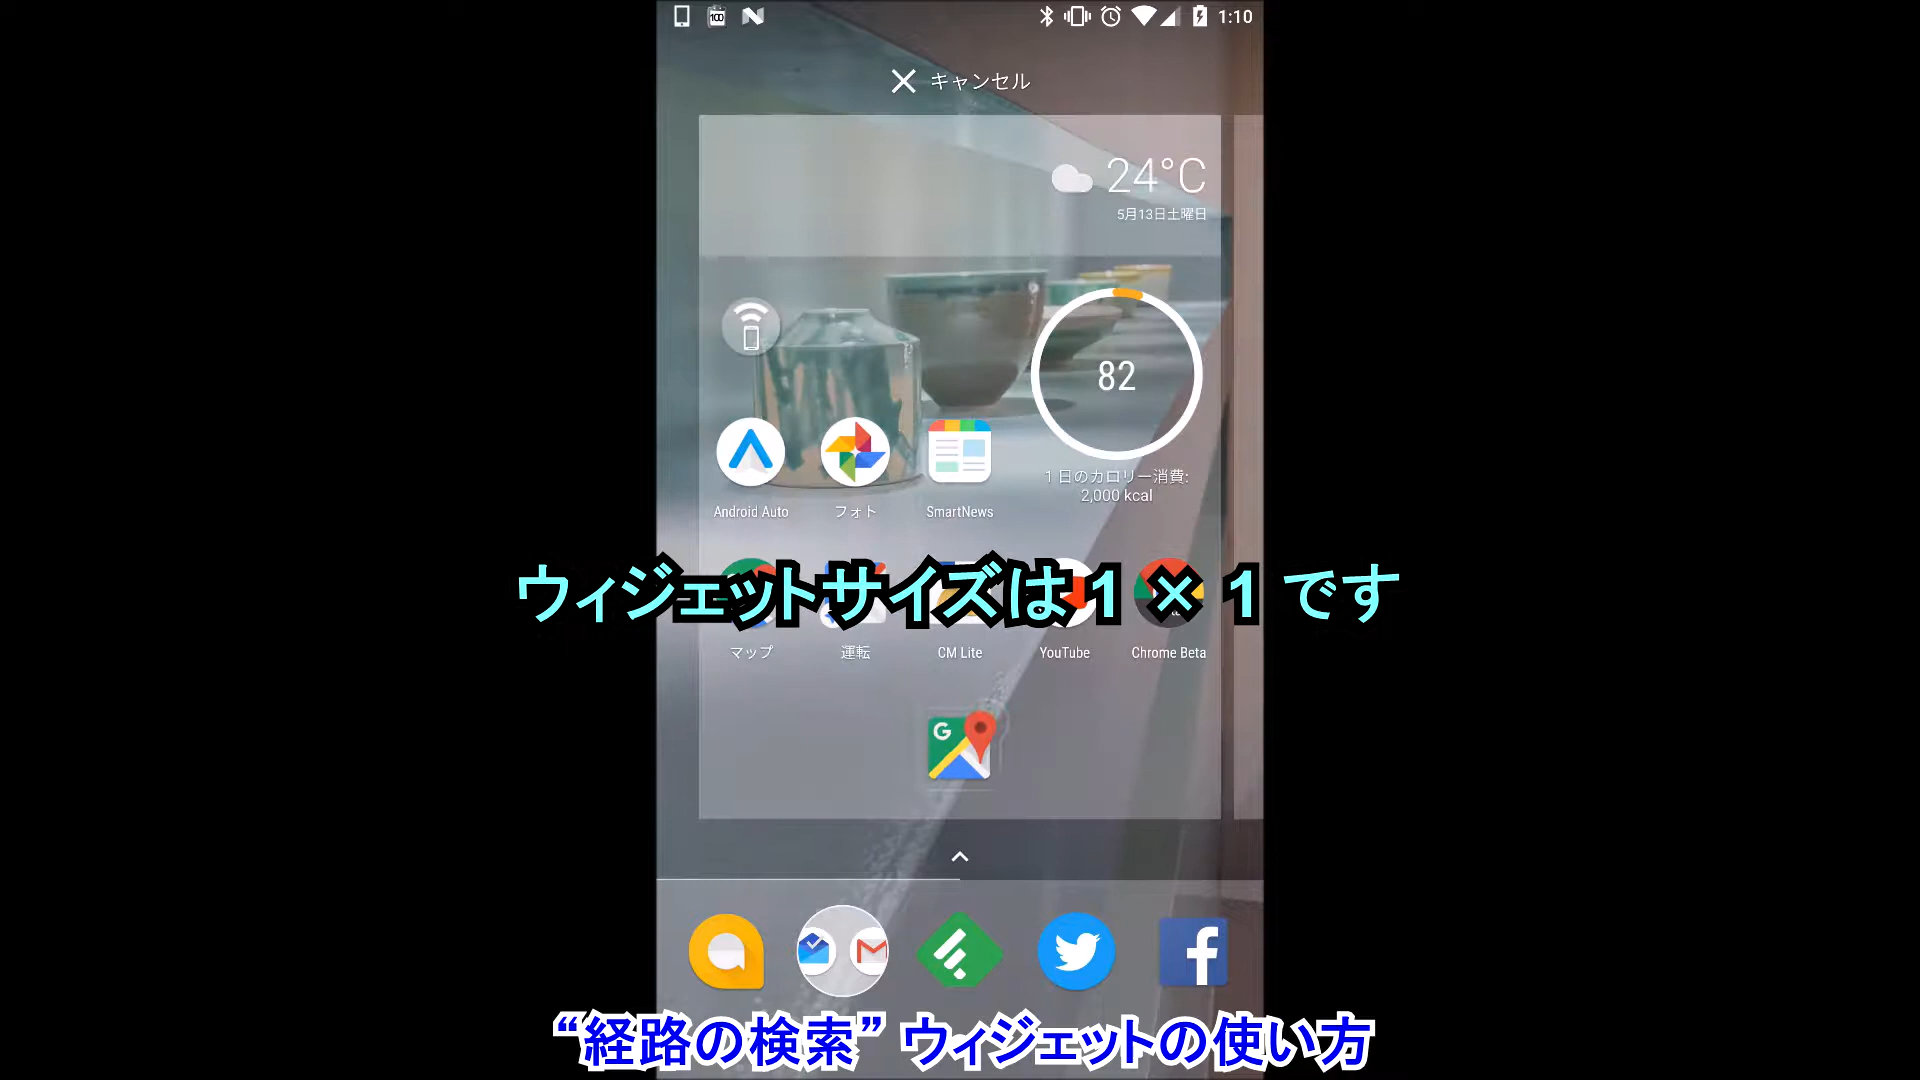 1:10
キャンセル
24°C
5月13日土曜日
82
1 日のカロリー消費:
2,000 kcal
Android Auto
フォト
SmartNews
ウィジェットサイズは１×１です
マップ
運転
CM Lite
YouTube
Chrome Beta
G
“経路の検索” ウィジェットの使い方